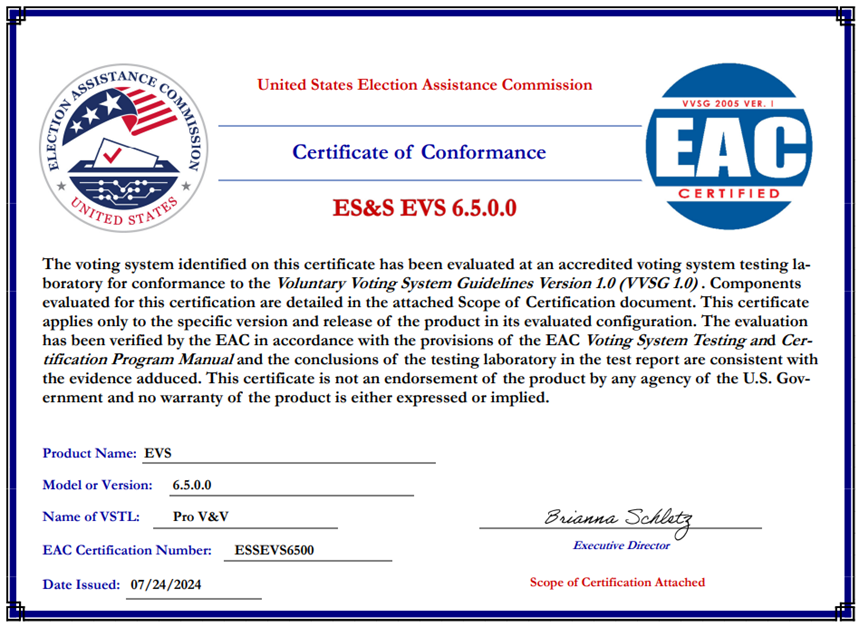 ELECTION ASSISTANCE COMMISSION
UNITED STATES
United States Election Assistance Commission
Certificate of Conformance
ES&S EVS 6.5.0.0
VVSG 2005 VER. I
EAC
CERTIFIED
The voting system identified on this certificate has been evaluated at an accredited voting system testing la-
boratory for conformance to the Voluntary Voting System Guidelines Version 1.0 (VVSG 1.0) . Components
evaluated for this certification are detailed in the attached Scope of Certification document. This certificate
applies only to the specific version and release of the product in its evaluated configuration. The evaluation
has been verified by the EAC in accordance with the provisions of the EAC Voting System Testing and Cer-
tification Program Manual and the conclusions of the testing laboratory in the test report are consistent with
the evidence adduced. This certificate is not an endorsement of the product by any agency of the U.S. Gov-
ernment and no warranty of the product is either expressed or implied.
Product Name: EVS
Model or Version: 6.5.0.0
Name of VSTL: Pro V&V
EAC Certification Number: ESSEVS6500
Date Issued: 07/24/2024
Brianna Schletz
Executive Director
Scope of Certification Attached